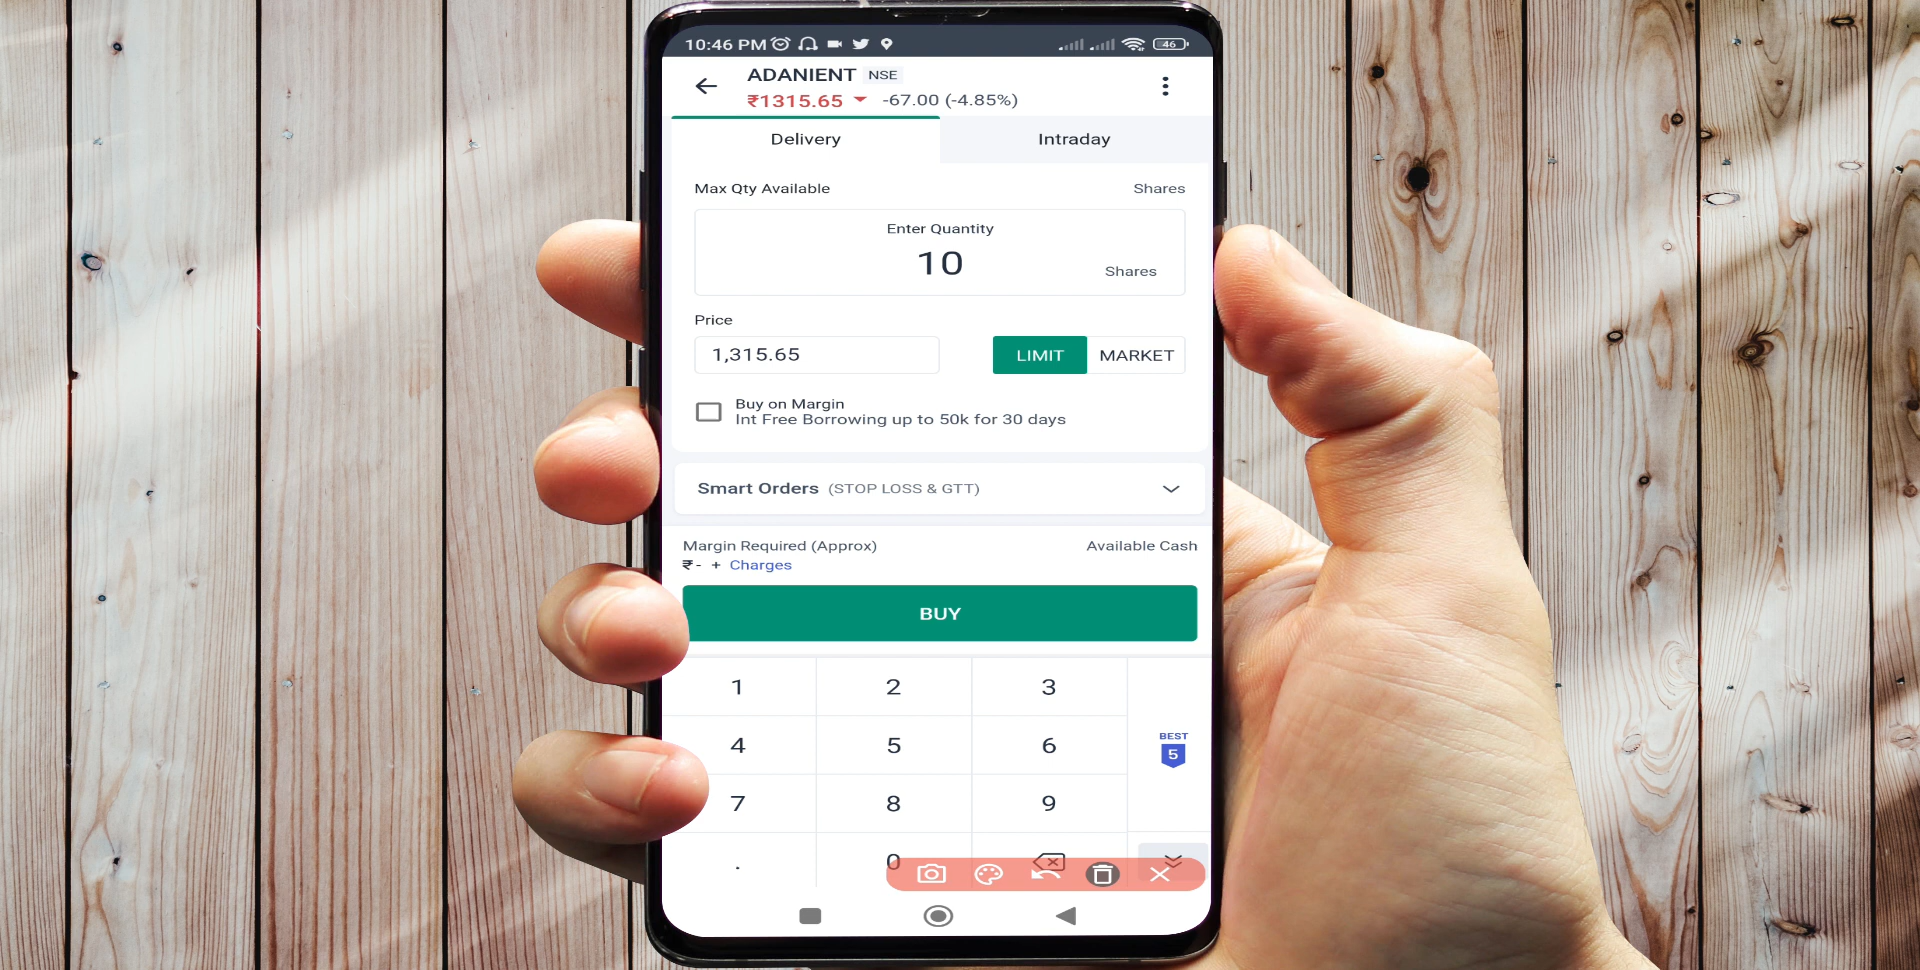 10:46 PM 46
ADANIENT NSE
₹1315.65 -67.00 (-4.85%)
Delivery Intraday
Max Qty Available Shares
Enter Quantity
10
Shares
Price
1,315.65 LIMIT MARKET
Buy on Margin
Int Free Borrowing up to 50k for 30 days
Smart Orders (STOP LOSS & GTT)
Margin Required (Approx) Available Cash
₹- + Charges
BUY
1 2 3
BEST
4 5 6 5
7 8 9
. 0